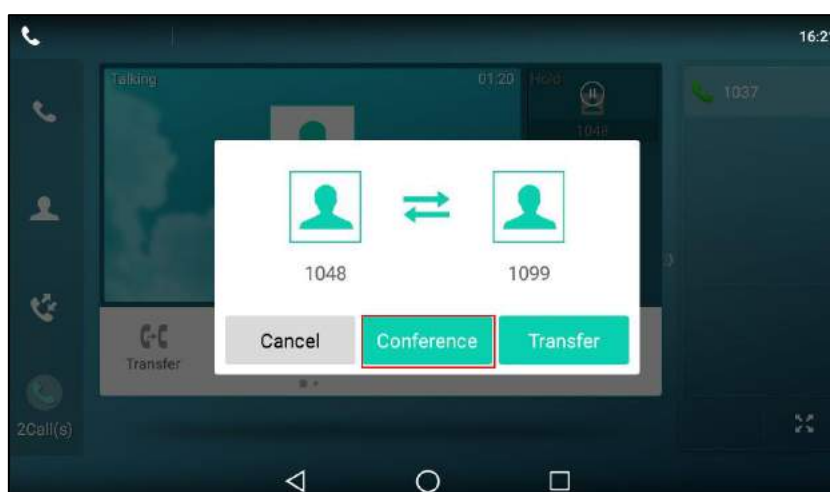 16:2
Talking
01:20
Hold
1048
1037
1048
1099
Cancel
Conference
Transfer
Transfer
2Call(s)